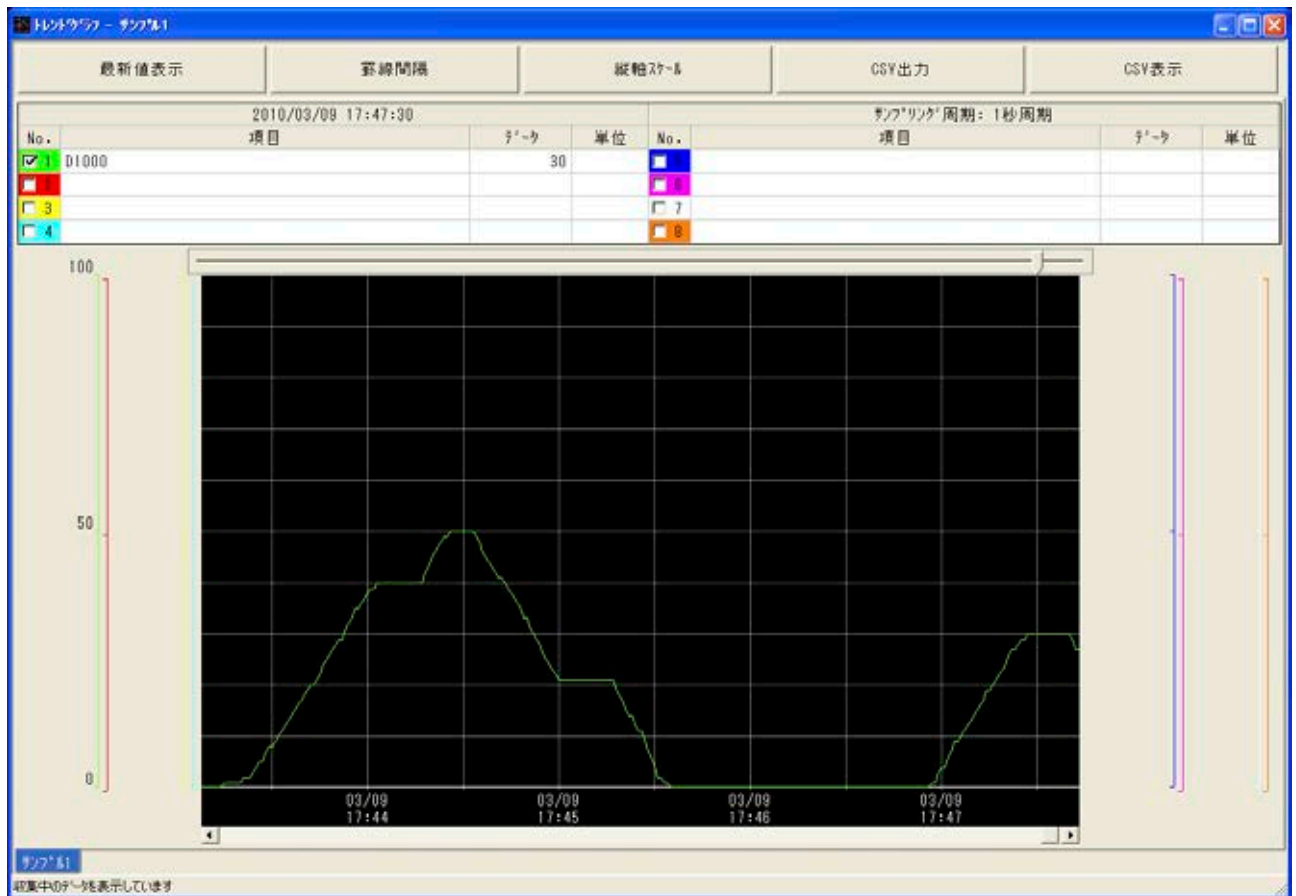 トレンドグラフ - サンプル1
最新値表示 罫線間隔 縦軸スケール CSV出力 CSV表示
2010/03/09 17:47:30 サンプリング周期: 1秒周期
No. 項目 データ 単位 No. 項目 データ 単位
1 D1000 30 5
2 6
3 7
4 8
100
50
0
03/09 03/09 03/09 03/09
17:44 17:45 17:46 17:47
サンプル1
収集中のデータを表示しています